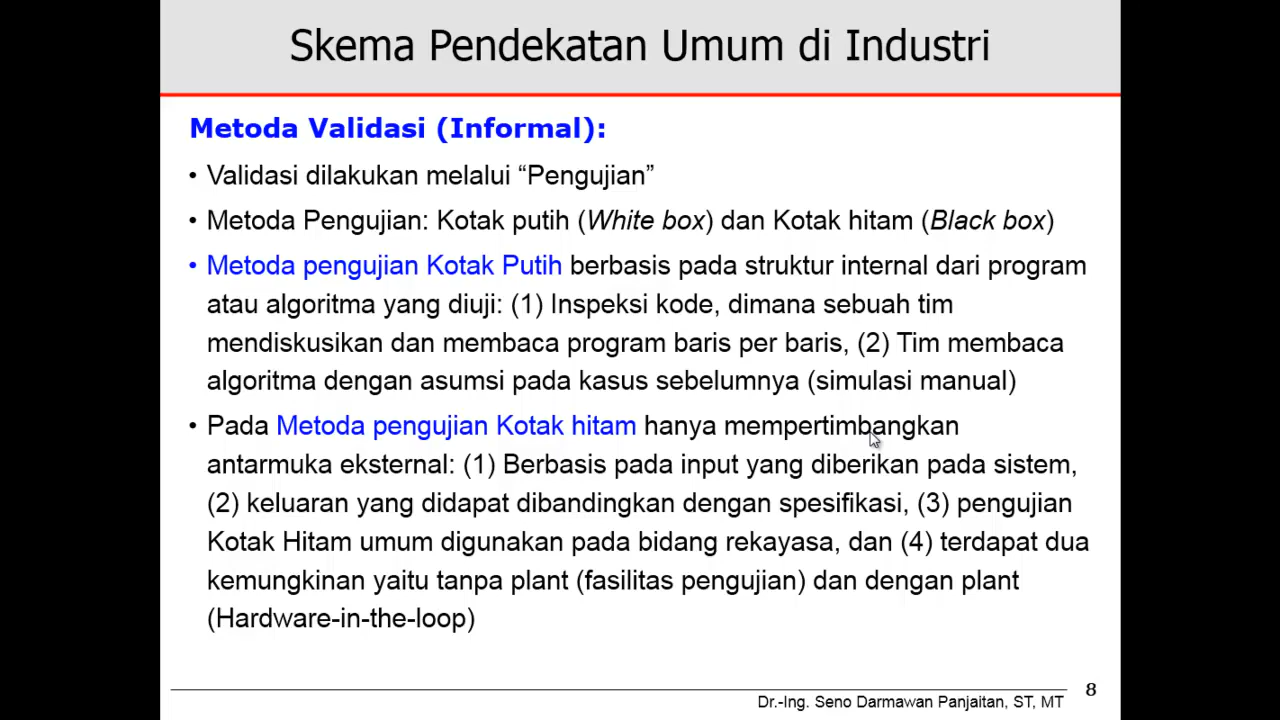 Skema Pendekatan Umum di Industri
Metoda Validasi (Informal):
• Validasi dilakukan melalui “Pengujian”
• Metoda Pengujian: Kotak putih (White box) dan Kotak hitam (Black box)
• Metoda pengujian Kotak Putih berbasis pada struktur internal dari program
atau algoritma yang diuji: (1) Inspeksi kode, dimana sebuah tim
mendiskusikan dan membaca program baris per baris, (2) Tim membaca
algoritma dengan asumsi pada kasus sebelumnya (simulasi manual)
• Pada Metoda pengujian Kotak hitam hanya mempertimbangkan
antarmuka eksternal: (1) Berbasis pada input yang diberikan pada sistem,
(2) keluaran yang didapat dibandingkan dengan spesifikasi, (3) pengujian
Kotak Hitam umum digunakan pada bidang rekayasa, dan (4) terdapat dua
kemungkinan yaitu tanpa plant (fasilitas pengujian) dan dengan plant
(Hardware-in-the-loop)
8
Dr.-Ing. Seno Darmawan Panjaitan, ST, MT